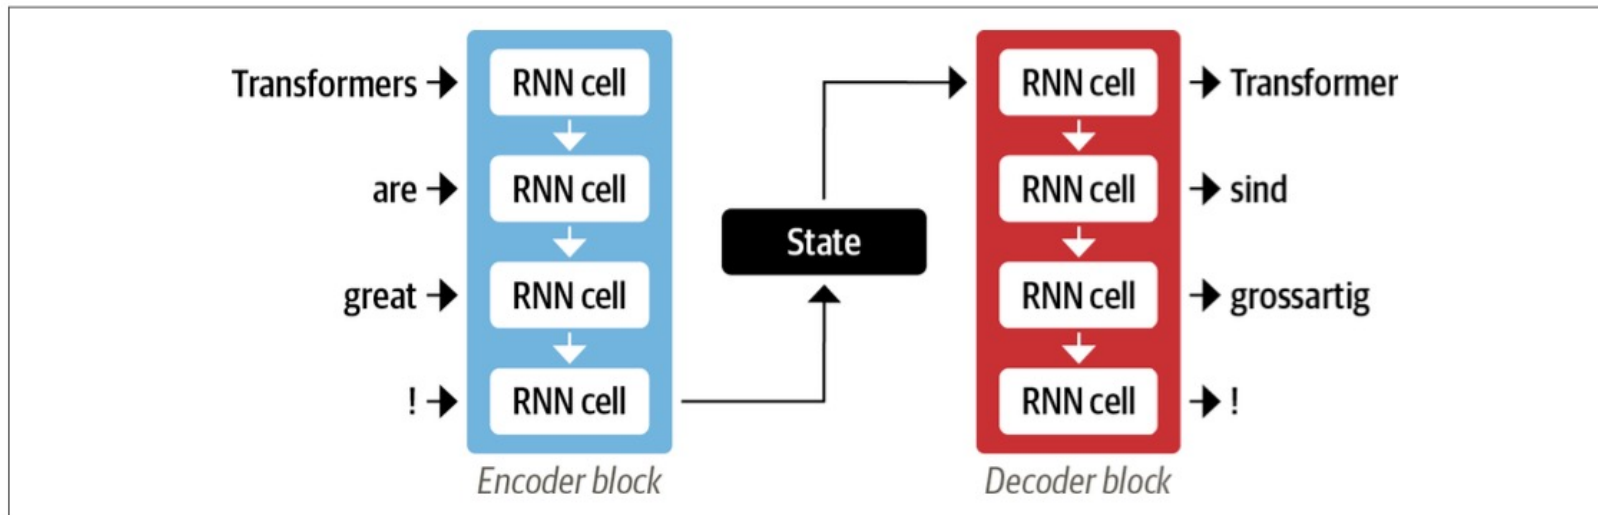 Transformers
RNN cell
are
RNN cell
great
RNN cell
!
RNN cell
Encoder block
State
RNN cell
Transformer
RNN cell
sind
RNN cell
grossartig
RNN cell
!
Decoder block